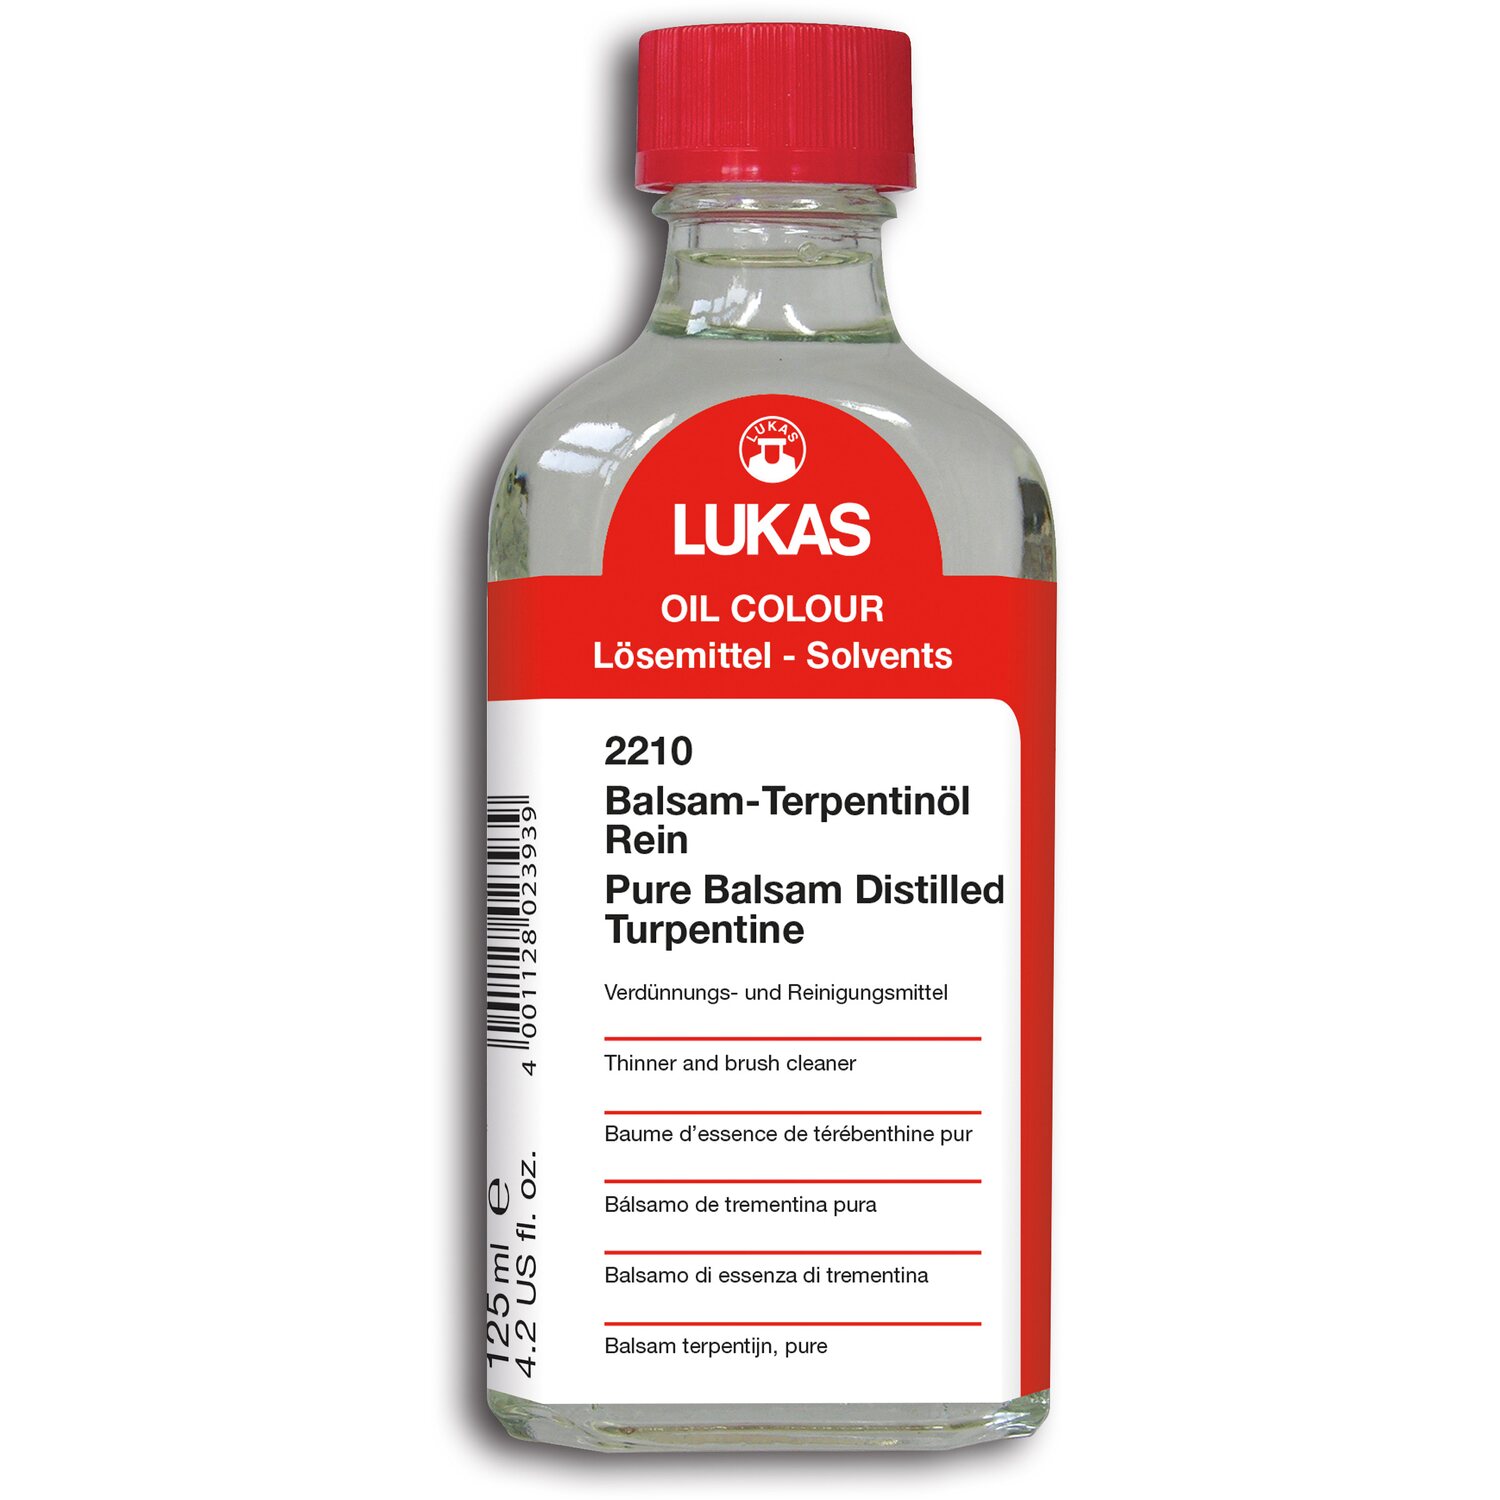 LUKAS
LUKAS
OIL COLOUR
Lösemittel - Solvents
2210
Balsam-Terpentinöl
Rein
Pure Balsam Distilled
Turpentine
Verdünnungs- und Reinigungsmittel
Thinner and brush cleaner
Baume d’essence de térébenthine pur
Bálsamo de trementina pura
Balsamo di essenza di trementina
Balsam terpentijn, pure
4 001128 023939
125 ml e
4.2 US fl. oz.